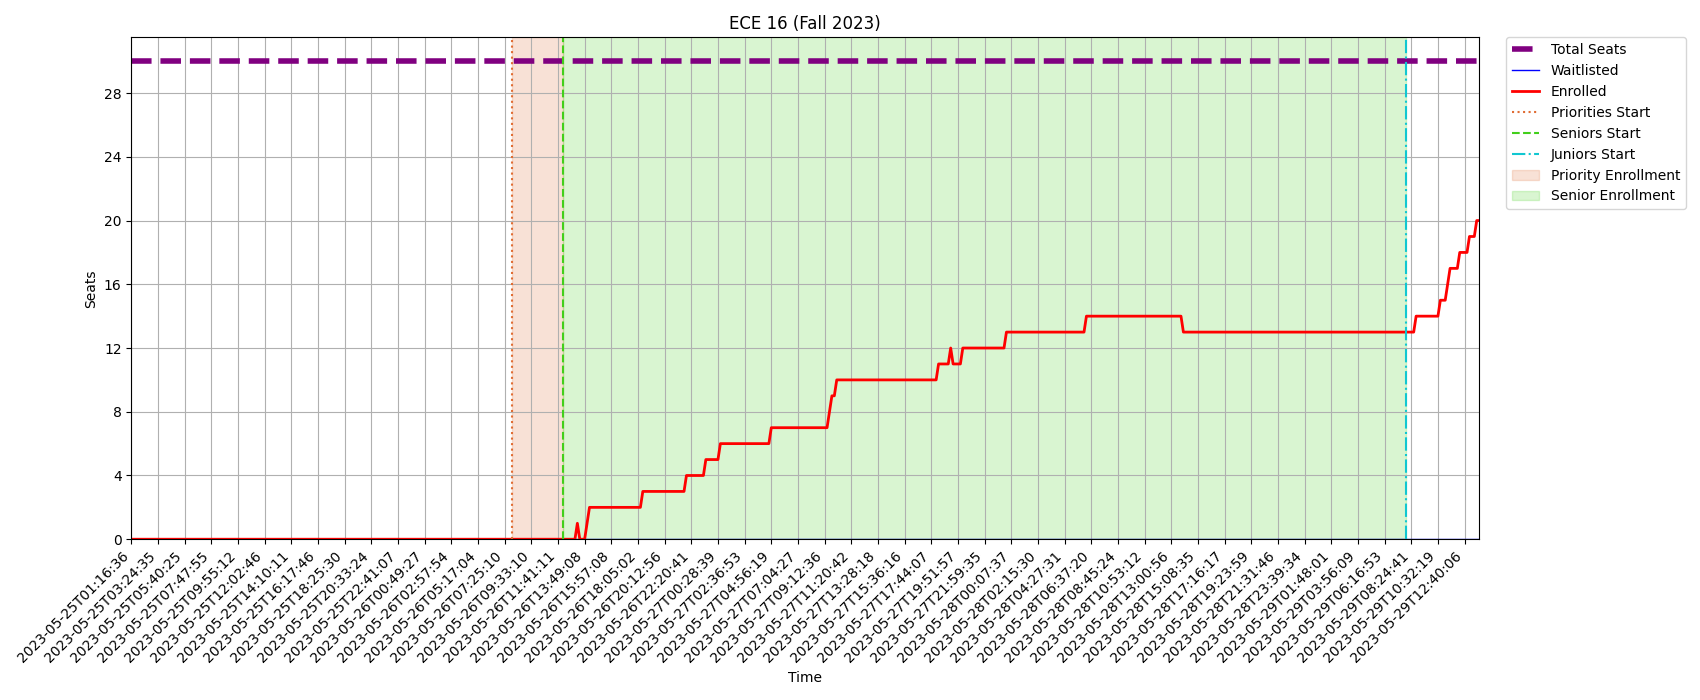 ECE 16 (Fall 2023)
Total Seats
Waitlisted
Enrolled
Priorities Start
Seniors Start
Juniors Start
Priority Enrollment
Senior Enrollment
Seats
28
24
20
16
12
8
4
0
2023-05-25T01:16:36
2023-05-25T03:24:35
2023-05-25T05:40:25
2023-05-25T07:47:55
2023-05-25T09:55:12
2023-05-25T12:02:46
2023-05-25T14:10:11
2023-05-25T16:17:46
2023-05-25T18:25:30
2023-05-25T20:33:24
2023-05-25T22:41:07
2023-05-26T00:49:27
2023-05-26T02:57:54
2023-05-26T05:17:04
2023-05-26T07:25:10
2023-05-26T09:33:10
2023-05-26T11:41:11
2023-05-26T13:49:08
2023-05-26T15:57:08
2023-05-26T18:05:02
2023-05-26T20:12:56
2023-05-26T22:20:41
2023-05-27T00:28:39
2023-05-27T02:36:53
2023-05-27T04:56:19
2023-05-27T07:04:27
2023-05-27T09:12:36
2023-05-27T11:20:42
2023-05-27T13:28:18
2023-05-27T15:36:19
2023-05-27T17:44:07
2023-05-27T19:51:57
2023-05-27T21:59:35
2023-05-28T00:07:37
2023-05-28T02:15:30
2023-05-28T04:27:31
2023-05-28T06:37:20
2023-05-28T08:45:24
2023-05-28T10:53:12
2023-05-28T13:00:56
2023-05-28T15:08:35
2023-05-28T17:16:17
2023-05-28T19:23:59
2023-05-28T21:31:46
2023-05-28T23:39:34
2023-05-29T01:48:01
2023-05-29T03:56:09
2023-05-29T06:16:53
2023-05-29T08:24:41
2023-05-29T10:32:19
2023-05-29T12:40:06
Time